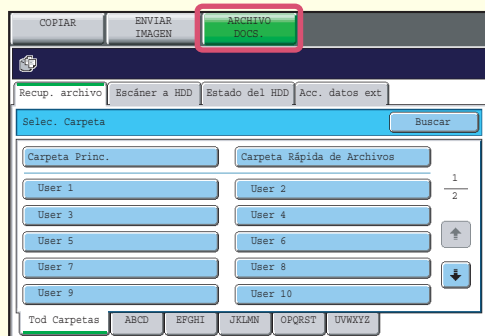 COPIAR
ENVIAR
IMAGEN
ARCHIVO
DOCS.
Recup. archivo
Escáner a HDD
Estado del HDD
Acc. datos ext
Selec. Carpeta
Buscar
Carpeta Princ.
Carpeta Rápida de Archivos
User 1
User 2
User 3
User 4
User 5
User 6
User 7
User 8
User 9
User 10
1
2
Tod Carpetas
ABCD
EFGHI
JKLMN
OPQRST
UVWXYZ